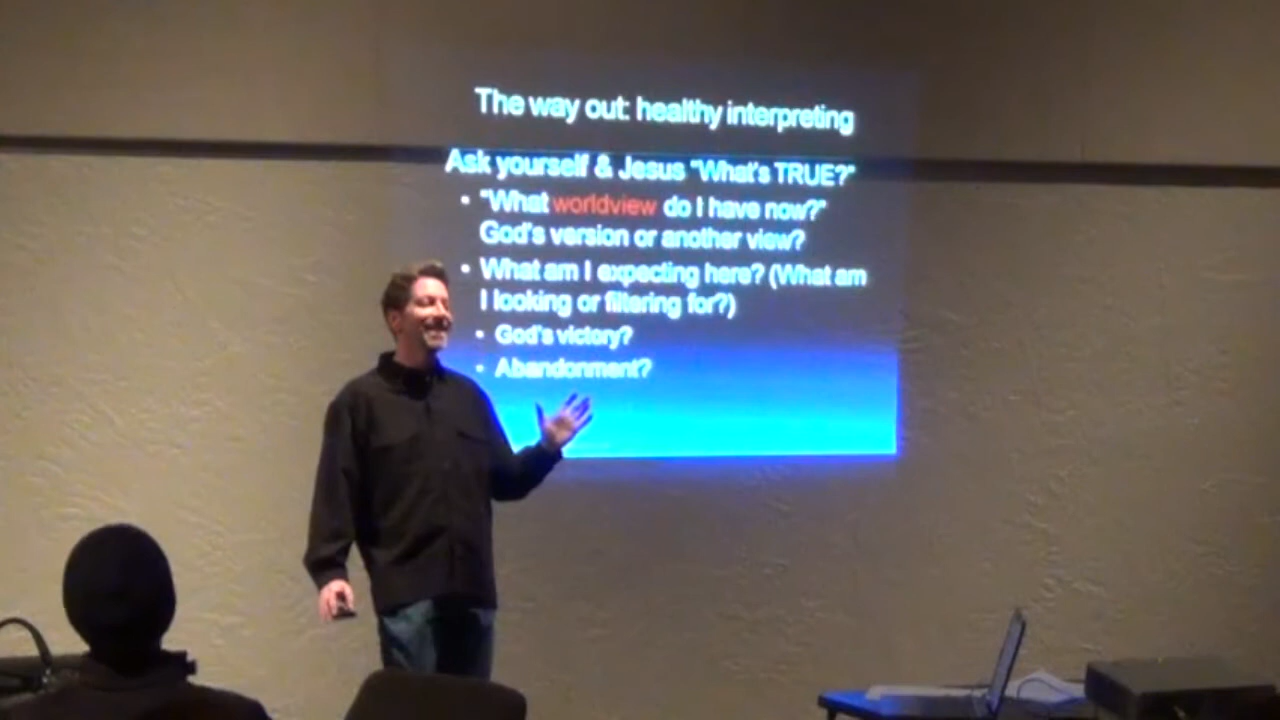 The way out: healthy interpreting
Ask yourself & Jesus "What's TRUE?"
• "What worldview do I have now?"
God's version or another view?
• What am I expecting here? (What am
I looking or filtering for?)
• God's victory?
• Abandonment?